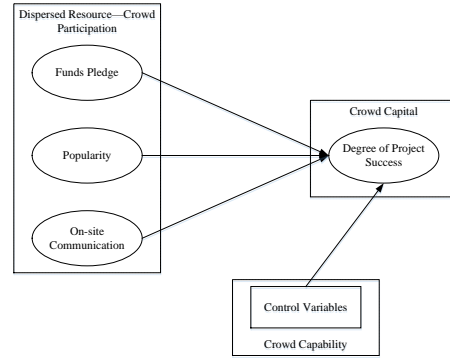 Dispersed Resource—Crowd
Participation
Funds Pledge
Popularity
On-site
Communication
Crowd Capital
Degree of Project
Success
Control Variables
Crowd Capability